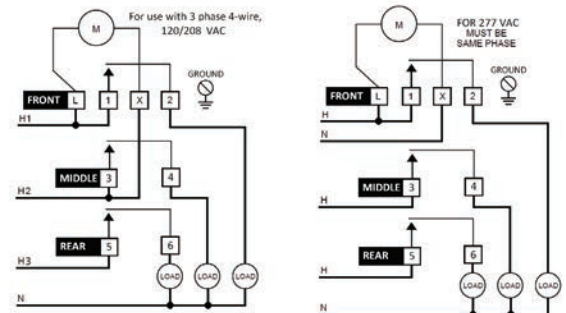 M
For use with 3 phase 4-wire,
120/208 VAC
GROUND
FRONT L 1 X 2
H1
MIDDLE 3 4
H2
REAR 5 6
H3
LOAD LOAD LOAD
N
M
FOR 277 VAC
MUST BE
SAME PHASE
GROUND
FRONT L 1 X 2
H
N
MIDDLE 3 4
H
REAR 5 6
H
LOAD LOAD LOAD
N